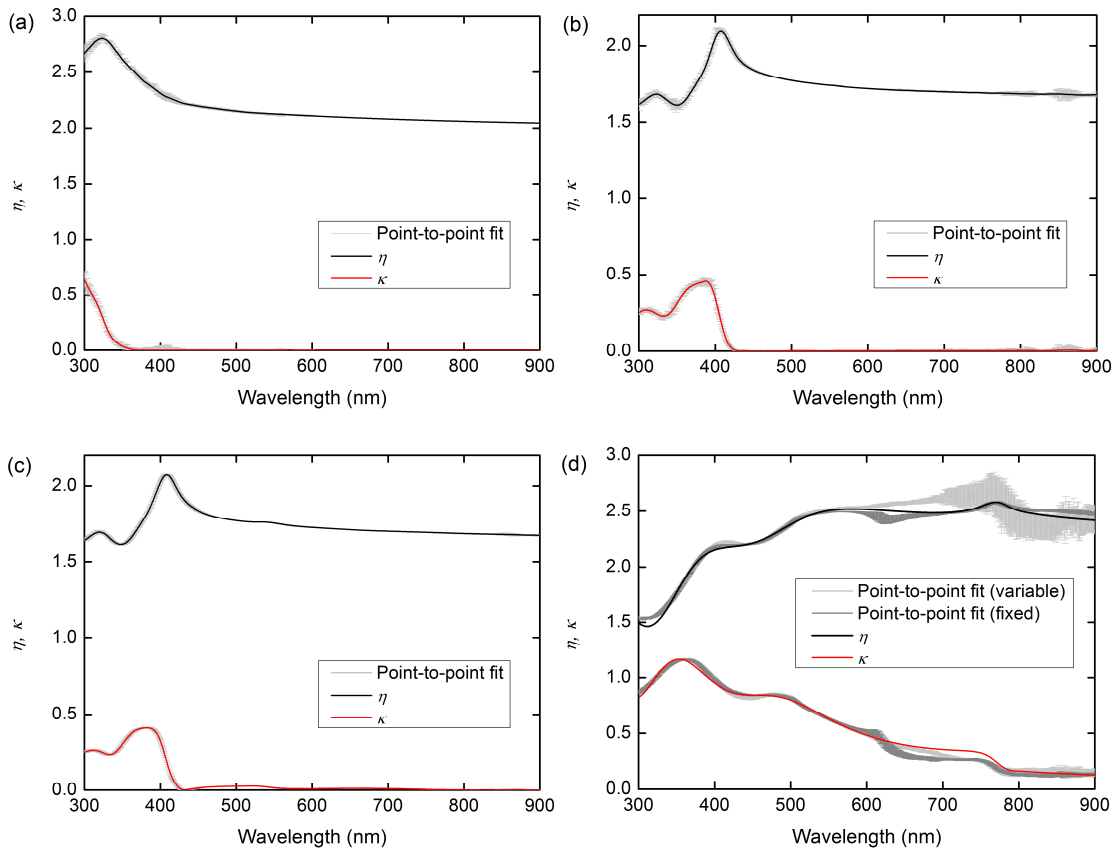 (a)
3.0
2.5
2.0
1.5
1.0
0.5
0.0
η, κ
Point-to-point fit
η
κ
300 400 500 600 700 800 900
Wavelength (nm)
(b)
2.0
1.5
1.0
0.5
0.0
η, κ
Point-to-point fit
η
κ
300 400 500 600 700 800 900
Wavelength (nm)
(c)
2.0
1.5
1.0
0.5
0.0
η, κ
Point-to-point fit
η
κ
300 400 500 600 700 800 900
Wavelength (nm)
(d)
3.0
2.5
2.0
1.5
1.0
0.5
0.0
η, κ
Point-to-point fit (variable)
Point-to-point fit (fixed)
η
κ
300 400 500 600 700 800 900
Wavelength (nm)